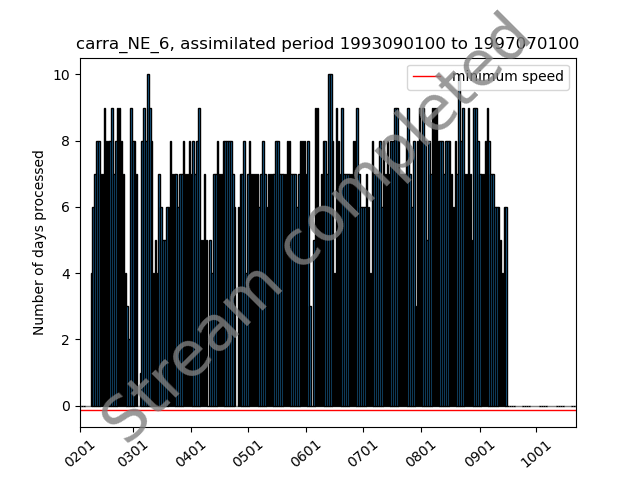 carra_NE_6, assimilated period 1993090100 to 1997070100
minimum speed
Stream completed
Number of days processed
10
8
6
4
2
0
0201 0301 0401 0501 0601 0701 0801 0901 1001